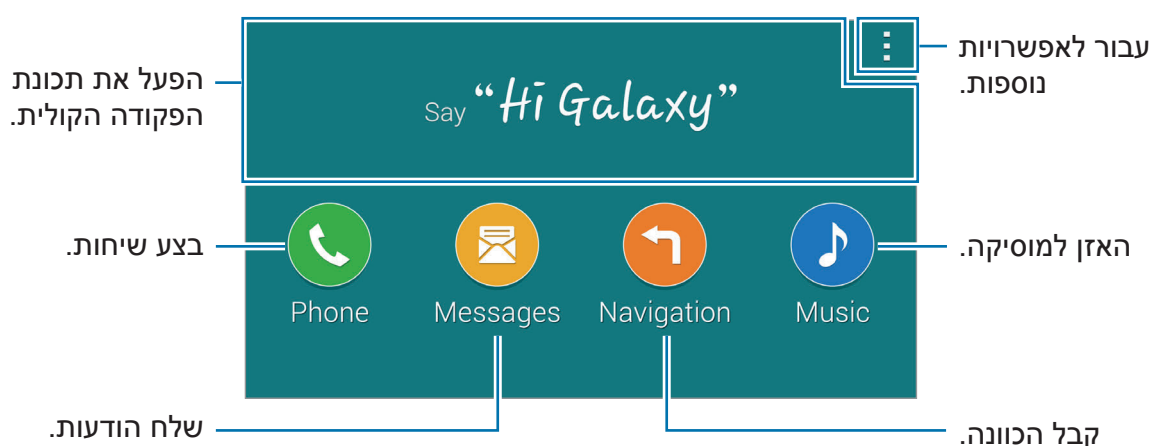 עבור לאפשרויות
נוספות.
הפעל את תכונת
הפקודה הקולית.
Say “Hi Galaxy”
בצע שיחות.
האזן למוסיקה.
Phone Messages Navigation Music
שלח הודעות.
קבל הכוונה.